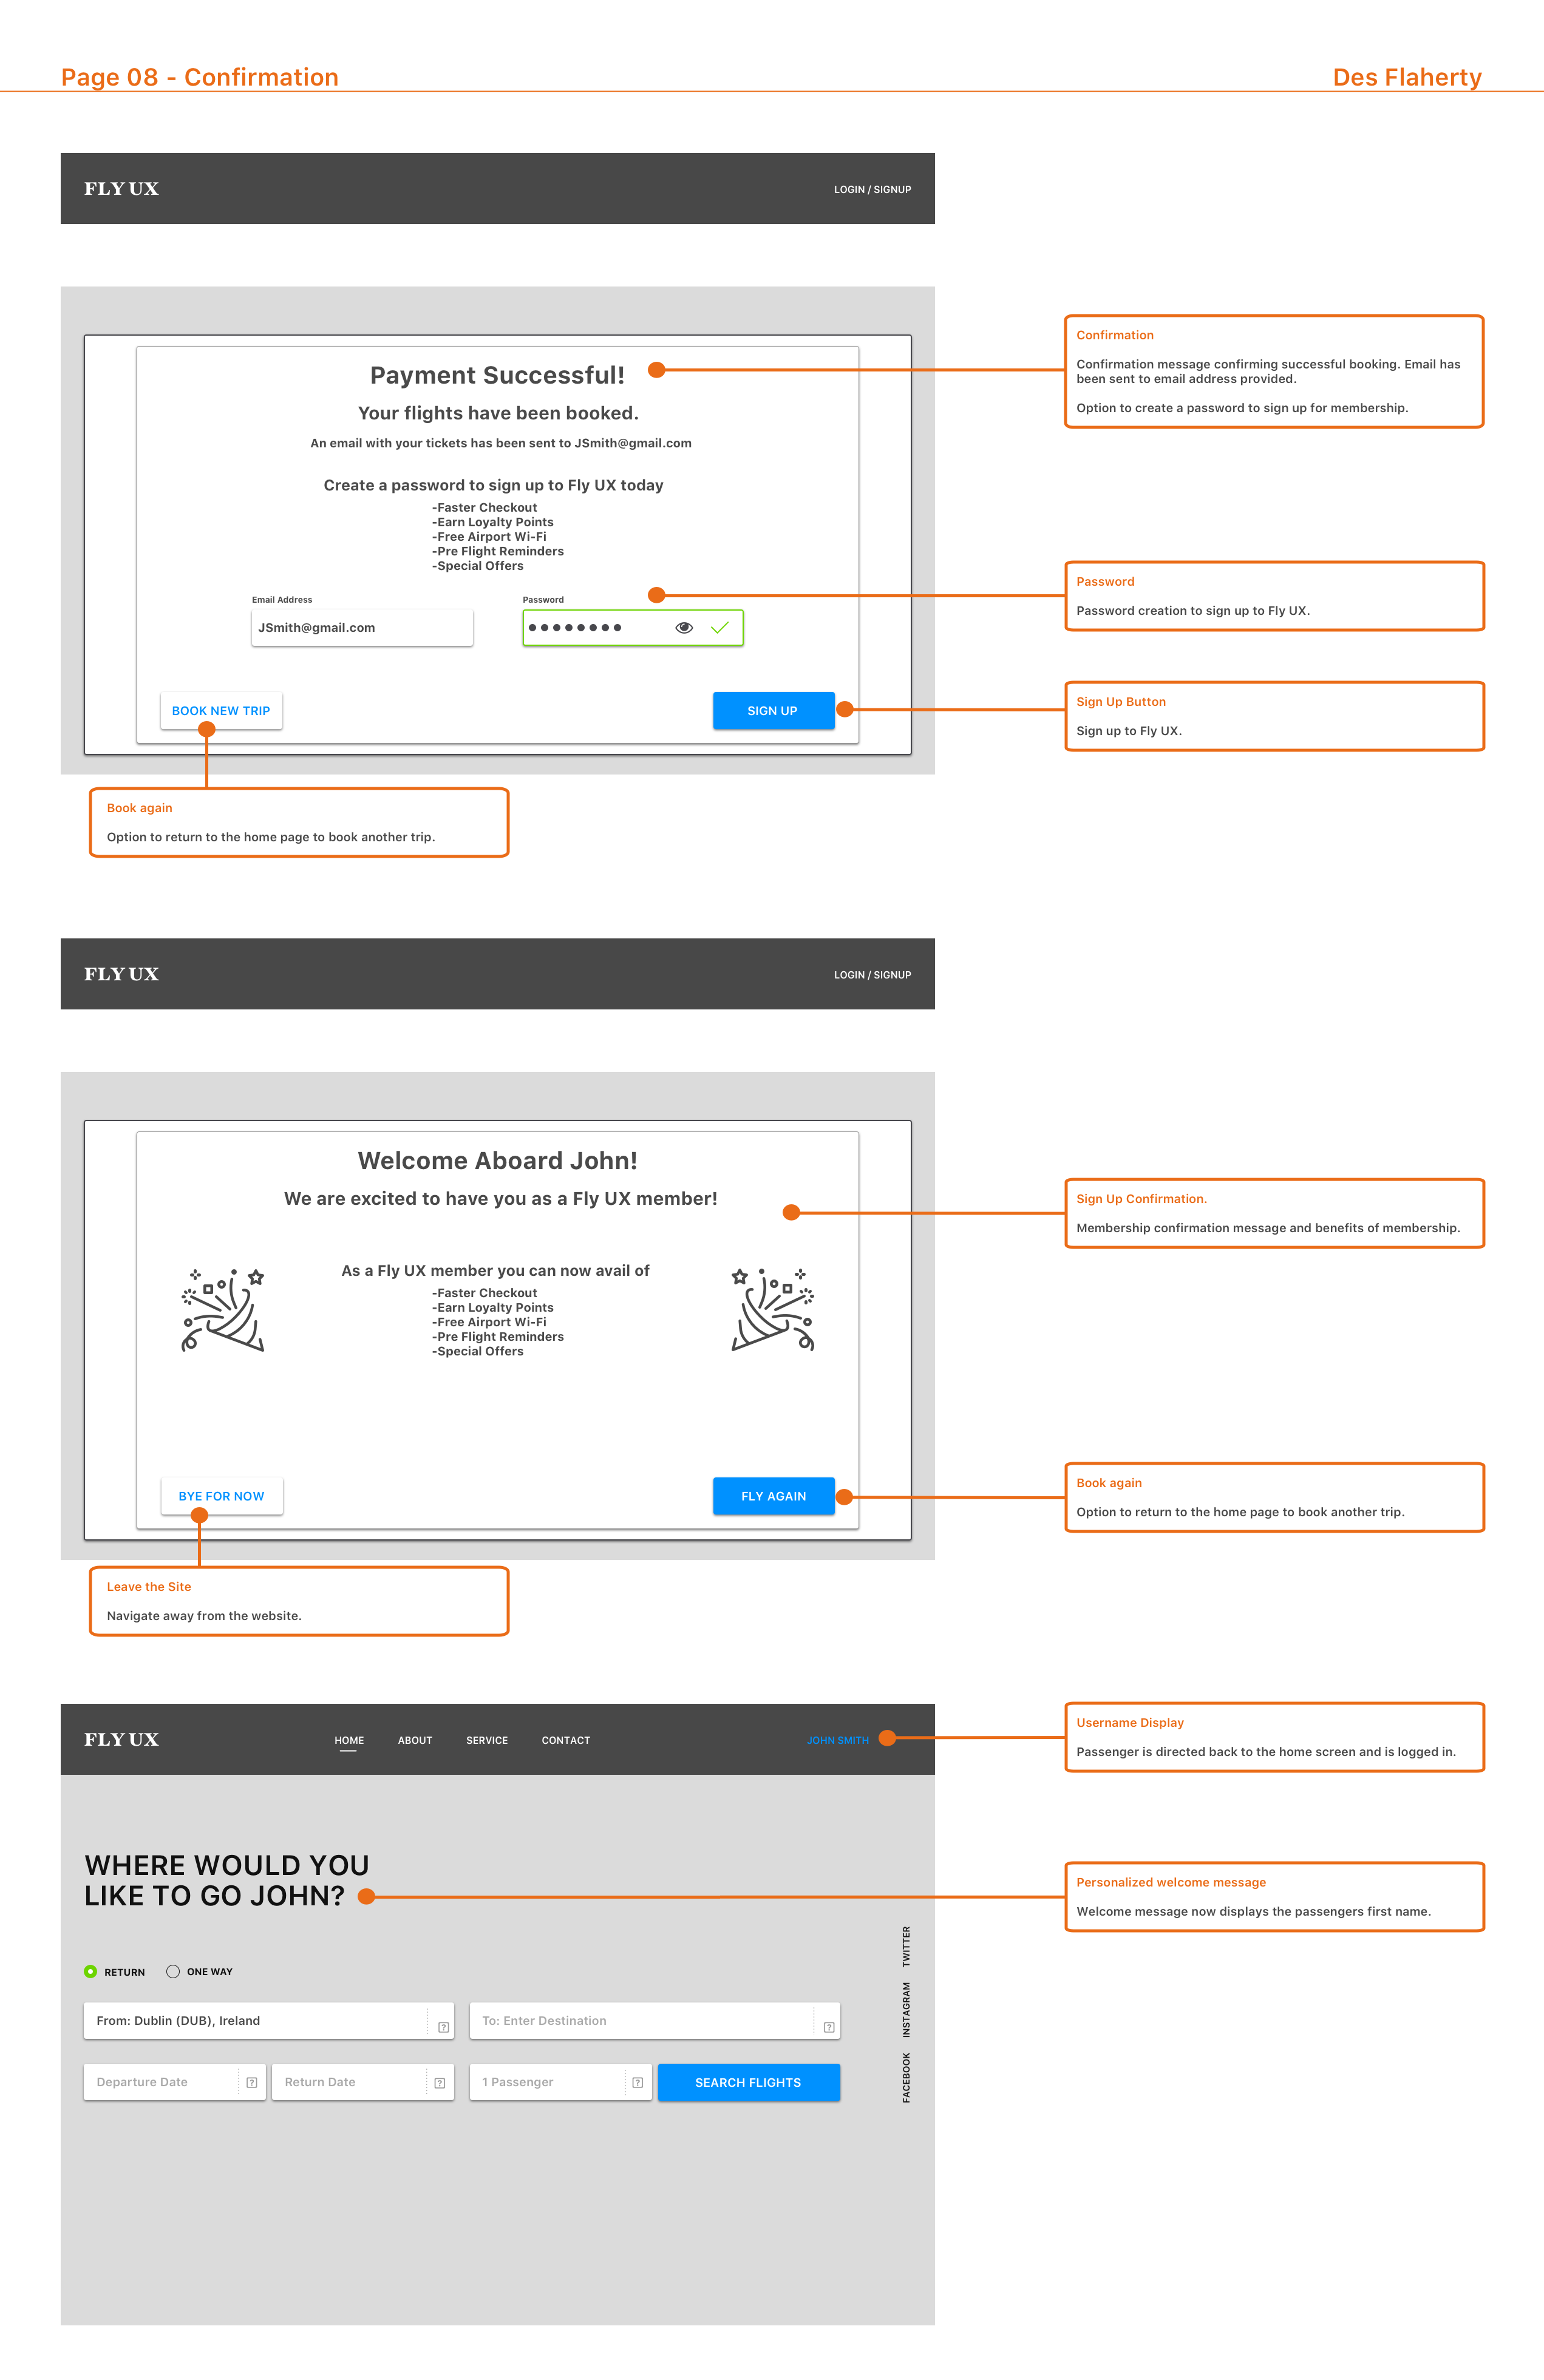 Page 08 - Confirmation
Des Flaherty
FLY UX
LOGIN / SIGNUP
Payment Successful!
Your flights have been booked.
An email with your tickets has been sent to JSmith@gmail.com
Create a password to sign up to Fly UX today
-Faster Checkout
-Earn Loyalty Points
-Free Airport Wi-Fi
-Pre Flight Reminders
-Special Offers
Email Address
Password
JSmith@gmail.com
BOOK NEW TRIP
SIGN UP
Confirmation
Confirmation message confirming successful booking. Email has
been sent to email address provided.
Option to create a password to sign up for membership.
Password
Password creation to sign up to Fly UX.
Sign Up Button
Sign up to Fly UX.
Book again
Option to return to the home page to book another trip.
FLY UX
LOGIN / SIGNUP
Welcome Aboard John!
We are excited to have you as a Fly UX member!
As a Fly UX member you can now avail of
-Faster Checkout
-Earn Loyalty Points
-Free Airport Wi-Fi
-Pre Flight Reminders
-Special Offers
BYE FOR NOW
FLY AGAIN
Sign Up Confirmation.
Membership confirmation message and benefits of membership.
Book again
Option to return to the home page to book another trip.
Leave the Site
Navigate away from the website.
FLY UX
HOME
ABOUT
SERVICE
CONTACT
JOHN SMITH
Username Display
Passenger is directed back to the home screen and is logged in.
WHERE WOULD YOU
LIKE TO GO JOHN?
Personalized welcome message
Welcome message now displays the passengers first name.
RETURN
ONE WAY
From: Dublin (DUB), Ireland
?
To: Enter Destination
?
Departure Date
?
Return Date
?
1 Passenger
?
SEARCH FLIGHTS
TWITTER
INSTAGRAM
FACEBOOK